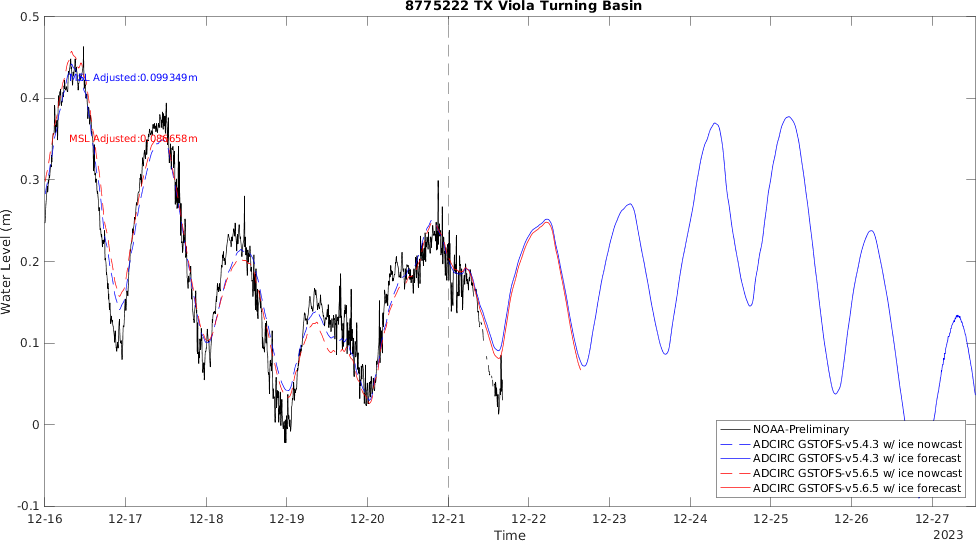 8775222 TX Viola Turning Basin
0.5
0.4
0.3
0.2
0.1
0
-0.1
Water Level (m)
MSL Adjusted:0.099349m
MSL Adjusted:0.086658m
12-16 12-17 12-18 12-19 12-20 12-21 12-22 12-23 12-24 12-25 12-26 12-27
2023
Time
NOAA-Preliminary
ADCIRC GSTOFS-v5.4.3 w/ ice nowcast
ADCIRC GSTOFS-v5.4.3 w/ ice forecast
ADCIRC GSTOFS-v5.6.5 w/ ice nowcast
ADCIRC GSTOFS-v5.6.5 w/ ice forecast